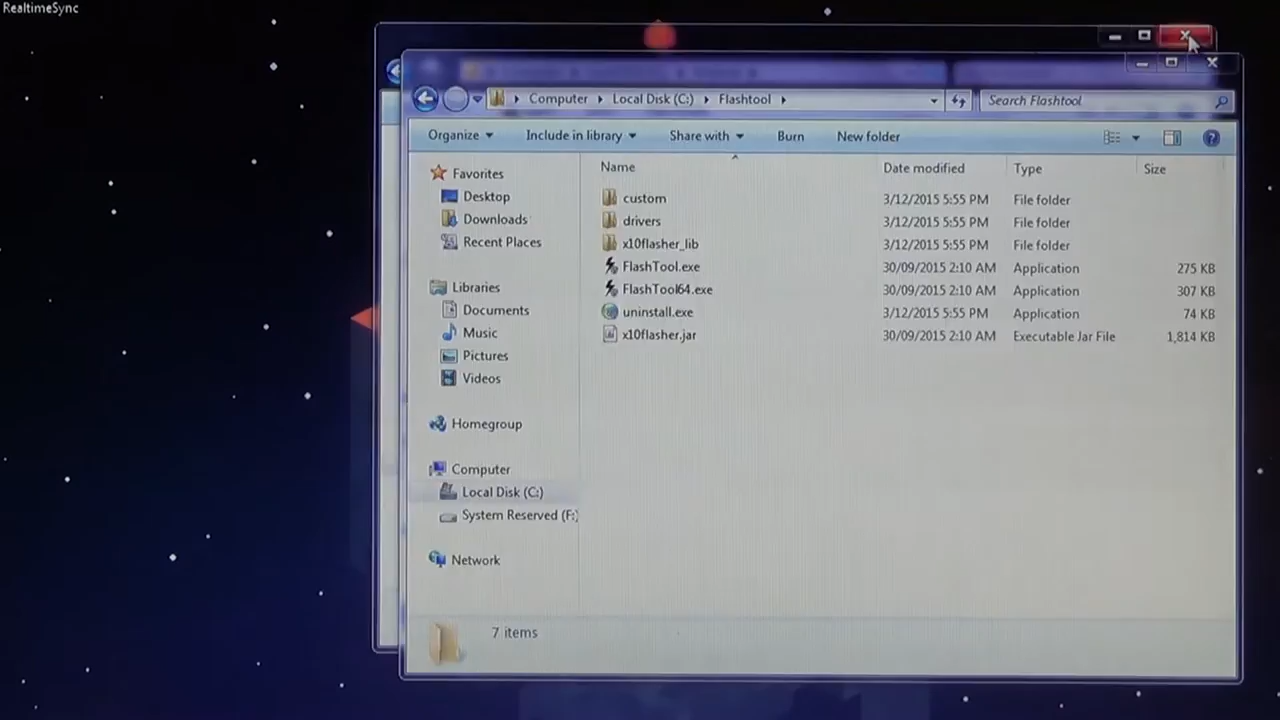 RealtimeSync
Computer Local Disk (C:) Flashtool
Search Flashtool
Organize Include in library Share with Burn New folder
Name Date modified Type Size
Favorites
Desktop
Downloads
Recent Places
Libraries
Documents
Music
Pictures
Videos
Homegroup
Computer
Local Disk (C:)
System Reserved (F:)
Network
custom 3/12/2015 5:55 PM File folder
drivers 3/12/2015 5:55 PM File folder
x10flasher_lib 3/12/2015 5:55 PM File folder
FlashTool.exe 30/09/2015 2:10 AM Application 275 KB
FlashTool64.exe 30/09/2015 2:10 AM Application 307 KB
uninstall.exe 3/12/2015 5:55 PM Application 74 KB
x10flasher.jar 30/09/2015 2:10 AM Executable Jar File 1,814 KB
7 items